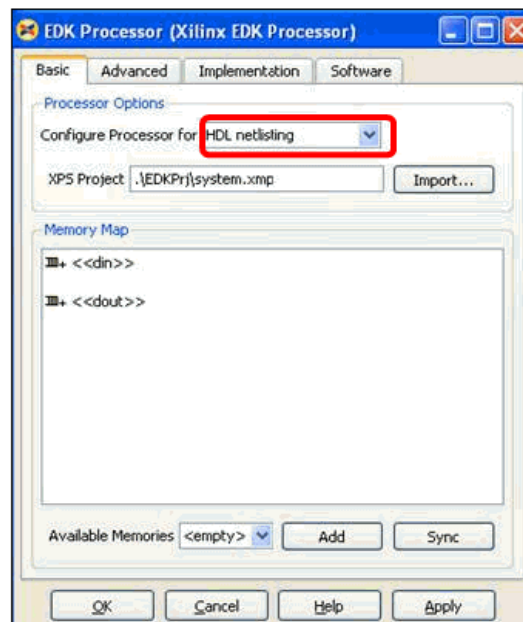 EDK Processor (Xilinx EDK Processor)
Basic Advanced Implementation Software
Processor Options
Configure Processor for HDL netlisting
XPS Project .\EDKPrj\system.xmp Import...
Memory Map
<<din>>
<<dout>>
Available Memories <empty> Add Sync
OK Cancel Help Apply